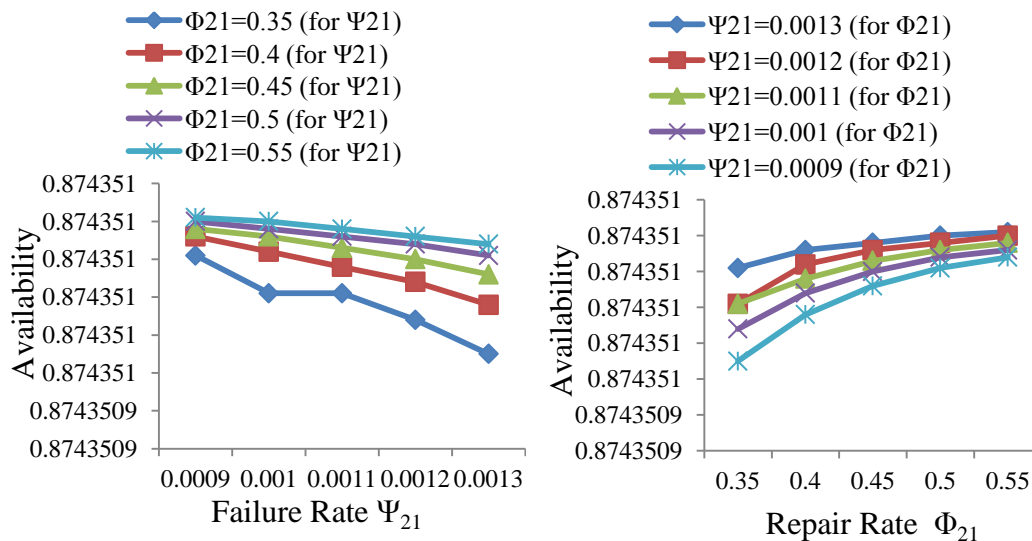 Φ21=0.35 (for Ψ21)
Φ21=0.4 (for Ψ21)
Φ21=0.45 (for Ψ21)
Φ21=0.5 (for Ψ21)
Φ21=0.55 (for Ψ21)
0.874351
0.874351
0.874351
0.874351
0.874351
0.874351
0.8743509
0.8743509
Availability
0.0009 0.001 0.0011 0.0012 0.0013
Failure Rate Ψ21
Ψ21=0.0013 (for Φ21)
Ψ21=0.0012 (for Φ21)
Ψ21=0.0011 (for Φ21)
Ψ21=0.001 (for Φ21)
Ψ21=0.0009 (for Φ21)
0.874351
0.874351
0.874351
0.874351
0.874351
0.874351
0.8743509
0.8743509
Availability
0.35 0.4 0.45 0.5 0.55
Repair Rate Φ21